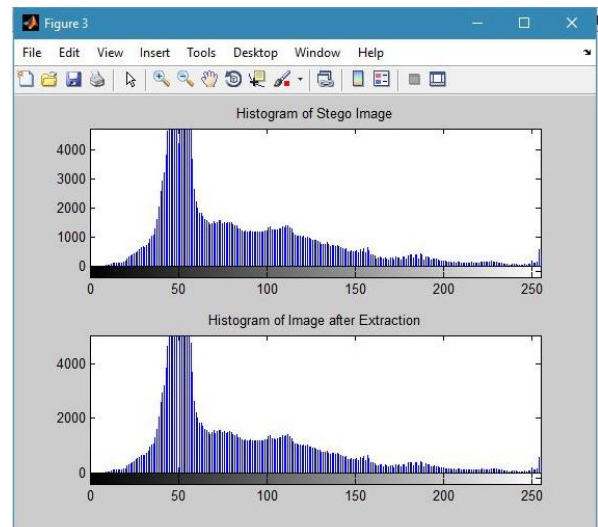 Figure 3
File Edit View Insert Tools Desktop Window Help
Histogram of Stego Image
4000
3000
2000
1000
0
0 50 100 150 200 250
Histogram of Image after Extraction
4000
2000
0
0 50 100 150 200 250